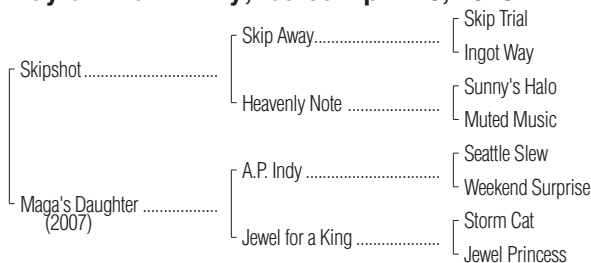 Skip Trial
Skip Away
Ingot Way
Skipshot
Sunny's Halo
Heavenly Note
Muted Music
Seattle Slew
A.P. Indy
Weekend Surprise
Maga's Daughter
(2007)
Storm Cat
Jewel for a King
Jewel Princess